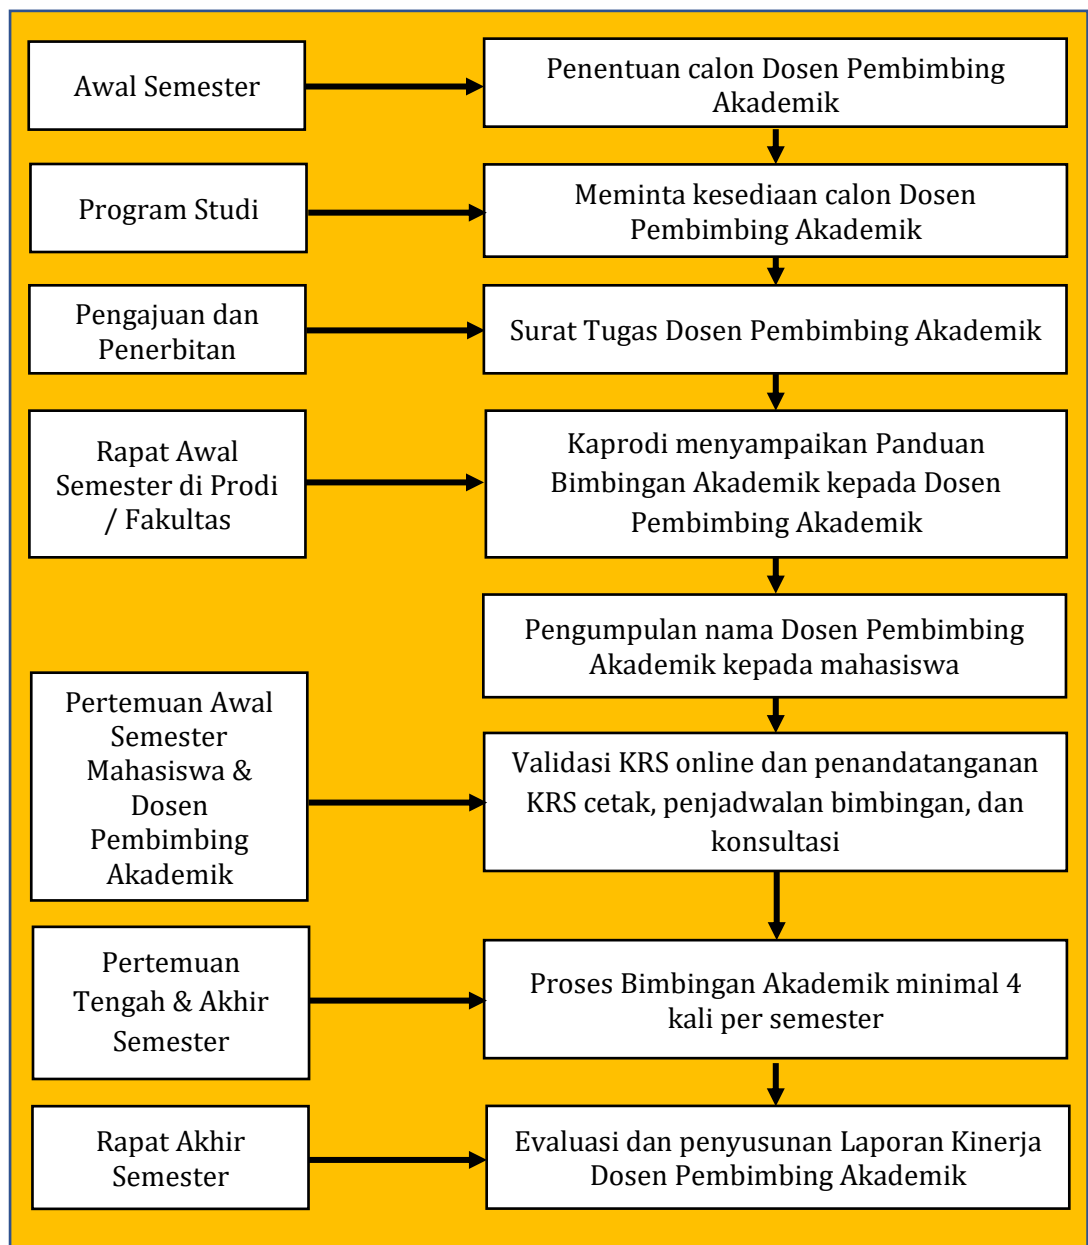 Awal Semester
Penentuan calon Dosen Pembimbing
Akademik
Program Studi
Meminta kesediaan calon Dosen
Pembimbing Akademik
Pengajuan dan
Penerbitan
Surat Tugas Dosen Pembimbing Akademik
Rapat Awal
Semester di Prodi
/ Fakultas
Kaprodi menyampaikan Panduan
Bimbingan Akademik kepada Dosen
Pembimbing Akademik
Pengumpulan nama Dosen Pembimbing
Akademik kepada mahasiswa
Pertemuan Awal
Semester
Mahasiswa &
Dosen
Pembimbing
Akademik
Validasi KRS online dan penandatanganan
KRS cetak, penjadwalan bimbingan, dan
konsultasi
Pertemuan
Tengah & Akhir
Semester
Proses Bimbingan Akademik minimal 4
kali per semester
Rapat Akhir
Semester
Evaluasi dan penyusunan Laporan Kinerja
Dosen Pembimbing Akademik